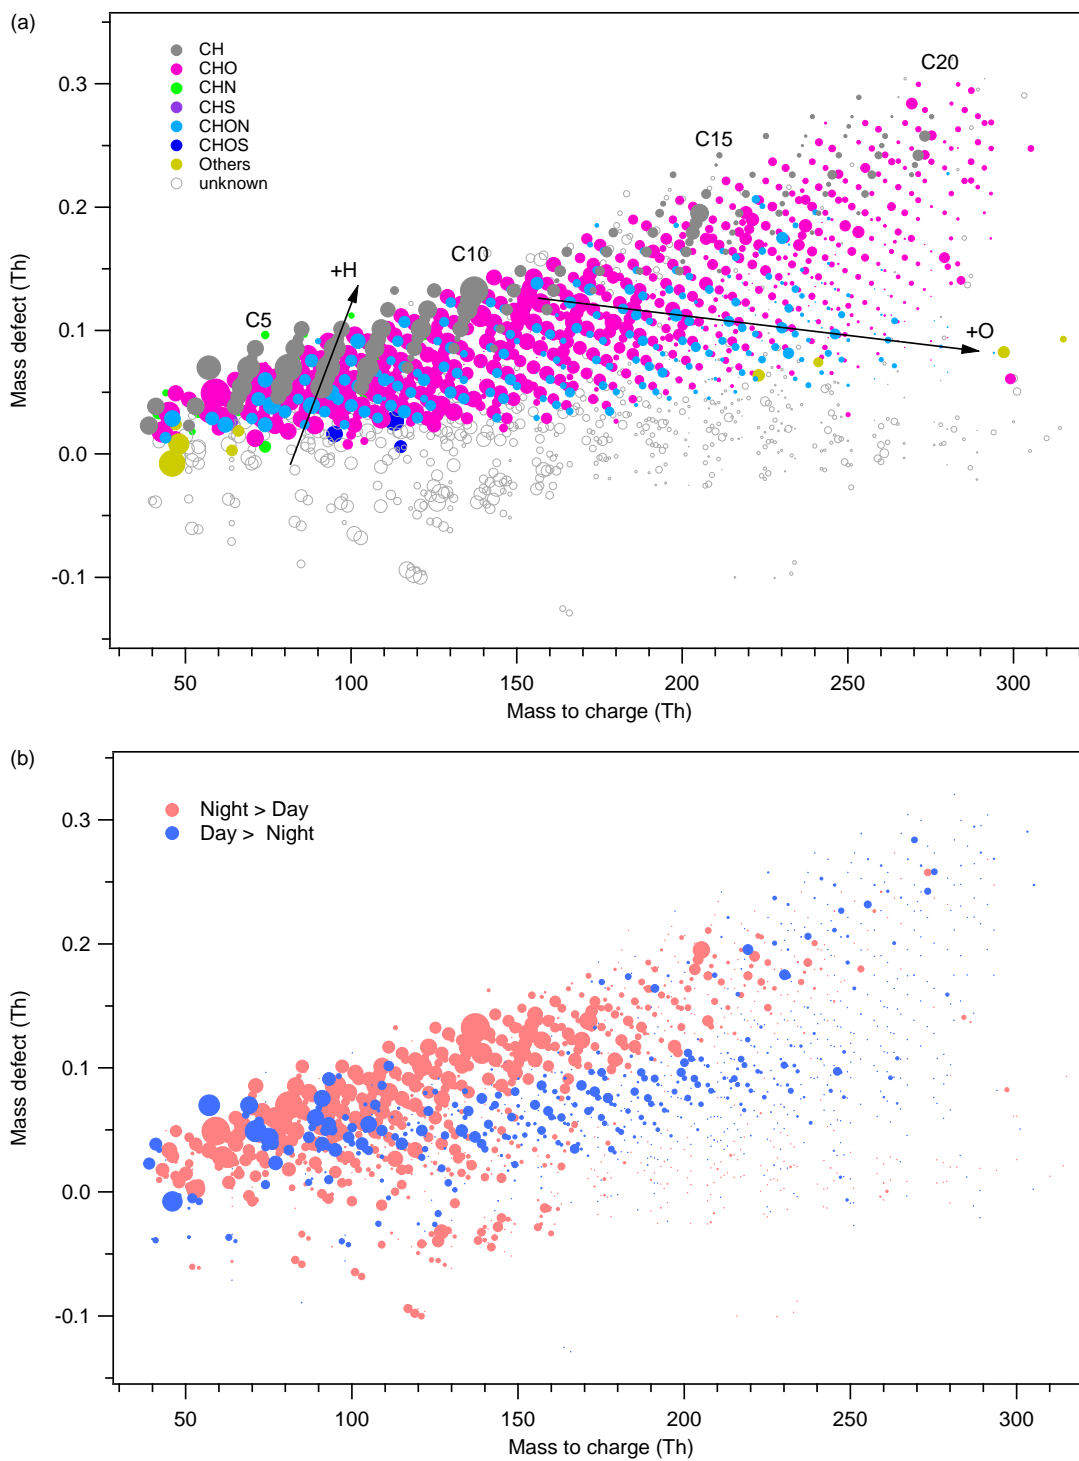 (a)
CH
CHO
CHN
CHS
CHON
CHOS
Others
unknown
C20
C15
C10
+H
C5
+O
0.3
0.2
0.1
0.0
-0.1
Mass defect (Th)
50 100 150 200 250 300
Mass to charge (Th)
(b)
Night > Day
Day > Night
0.3
0.2
0.1
0.0
-0.1
Mass defect (Th)
50 100 150 200 250 300
Mass to charge (Th)